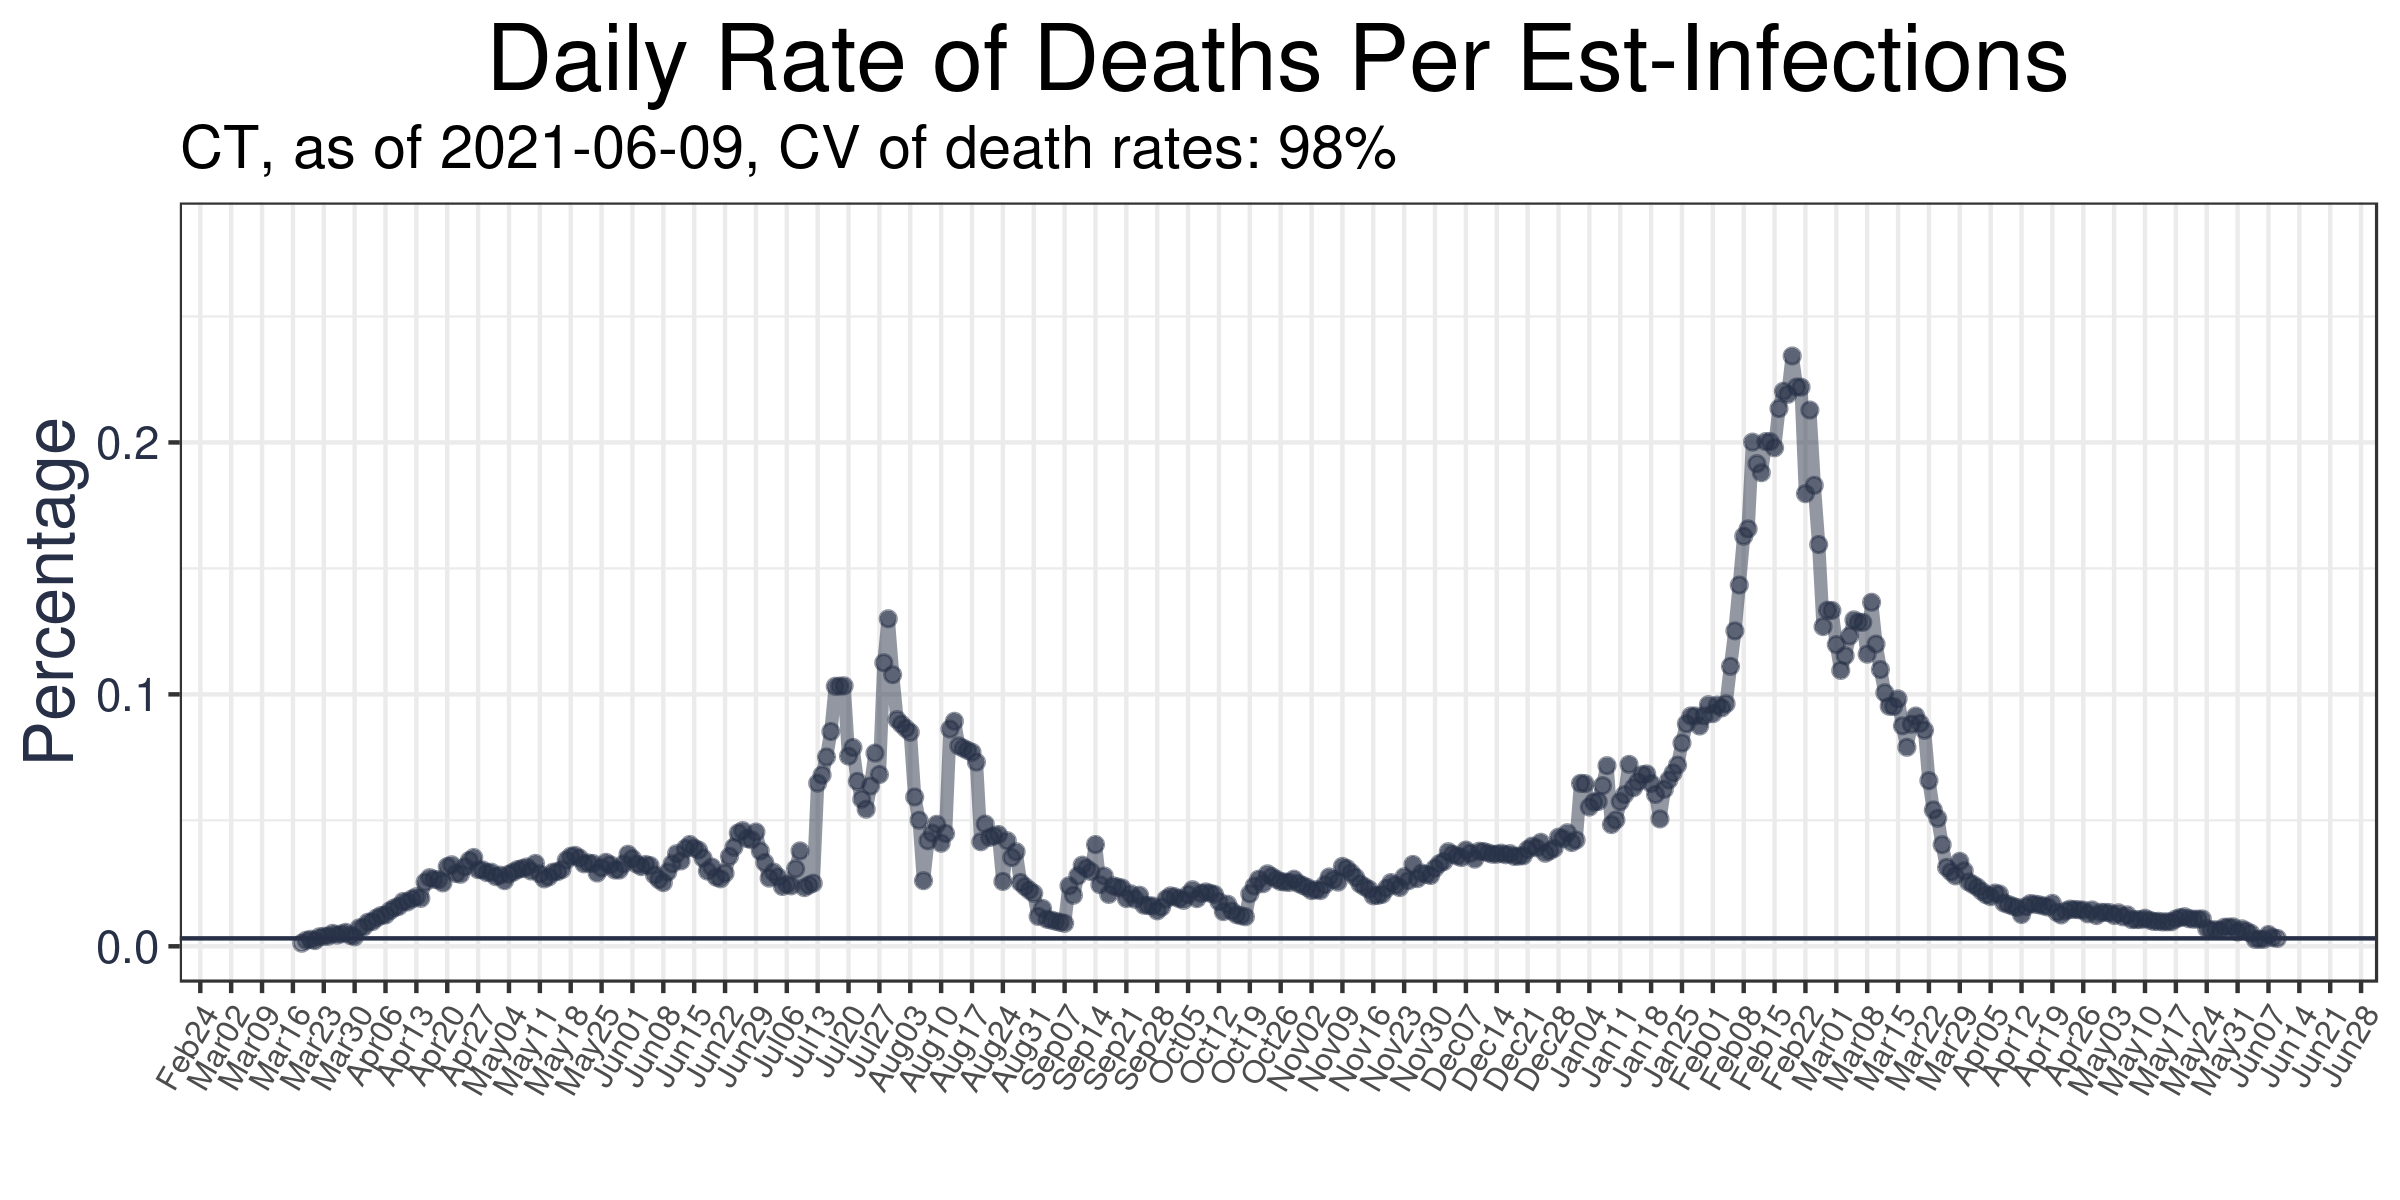 Daily Rate of Deaths Per Est-Infections
CT, as of 2021-06-09, CV of death rates: 98%
Percentage
0.2
0.1
0.0
Feb24
Mar02
Mar09
Mar16
Mar23
Mar30
Apr06
Apr13
Apr20
Apr27
May04
May11
May18
May25
Jun01
Jun08
Jun15
Jun22
Jun29
Jul06
Jul13
Jul20
Jul27
Aug03
Aug10
Aug17
Aug24
Aug31
Sep07
Sep14
Sep21
Sep28
Oct05
Oct12
Oct19
Oct26
Nov02
Nov09
Nov16
Nov23
Nov30
Dec07
Dec14
Dec21
Dec28
Jan04
Jan11
Jan18
Jan25
Feb01
Feb08
Feb15
Feb22
Mar01
Mar08
Mar15
Mar22
Mar29
Apr05
Apr12
Apr19
Apr26
May03
May10
May17
May24
May31
Jun07
Jun14
Jun21
Jun28